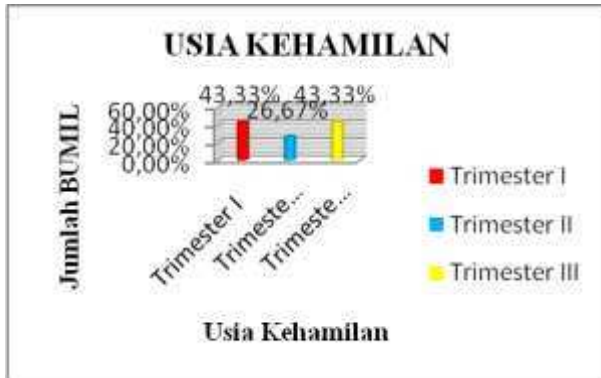 USIA KEHAMILAN
43,33%
26,67%
43,33%
60,00%
40,00%
20,00%
0,00%
Jumlah BUMIL
Trimester I
Trimeste...
Trimeste...
Usia Kehamilan
Trimester I
Trimester II
Trimester III